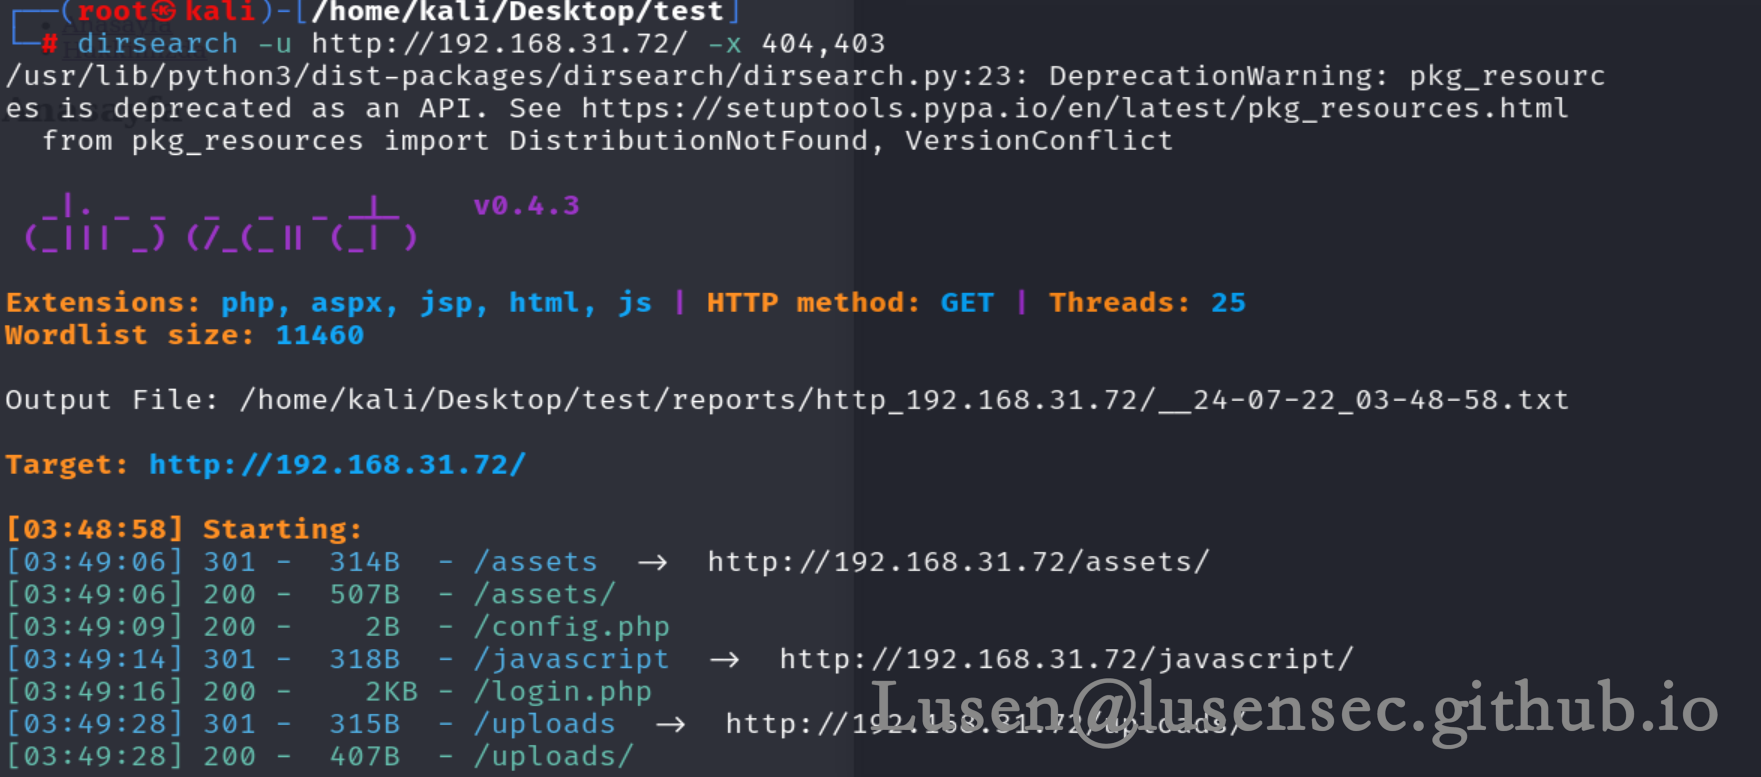 (root㉿kali)-[/home/kali/Desktop/test]
# dirsearch -u http://192.168.31.72/ -x 404,403
/usr/lib/python3/dist-packages/dirsearch/dirsearch.py:23: DeprecationWarning: pkg_resourc
es is deprecated as an API. See https://setuptools.pypa.io/en/latest/pkg_resources.html
  from pkg_resources import DistributionNotFound, VersionConflict
v0.4.3
Extensions: php, aspx, jsp, html, js | HTTP method: GET | Threads: 25
Wordlist size: 11460
Output File: /home/kali/Desktop/test/reports/http_192.168.31.72/__24-07-22_03-48-58.txt
Target: http://192.168.31.72/
[03:48:58] Starting:
[03:49:06] 301 -  314B  - /assets  →  http://192.168.31.72/assets/
[03:49:06] 200 -  507B  - /assets/
[03:49:09] 200 -    2B  - /config.php
[03:49:14] 301 -  318B  - /javascript  →  http://192.168.31.72/javascript/
[03:49:16] 200 -    2KB - /login.php
[03:49:28] 301 -  315B  - /uploads  →  http://192.168.31.72/uploads/
[03:49:28] 200 -  407B  - /uploads/
Lusen@lusensec.github.io